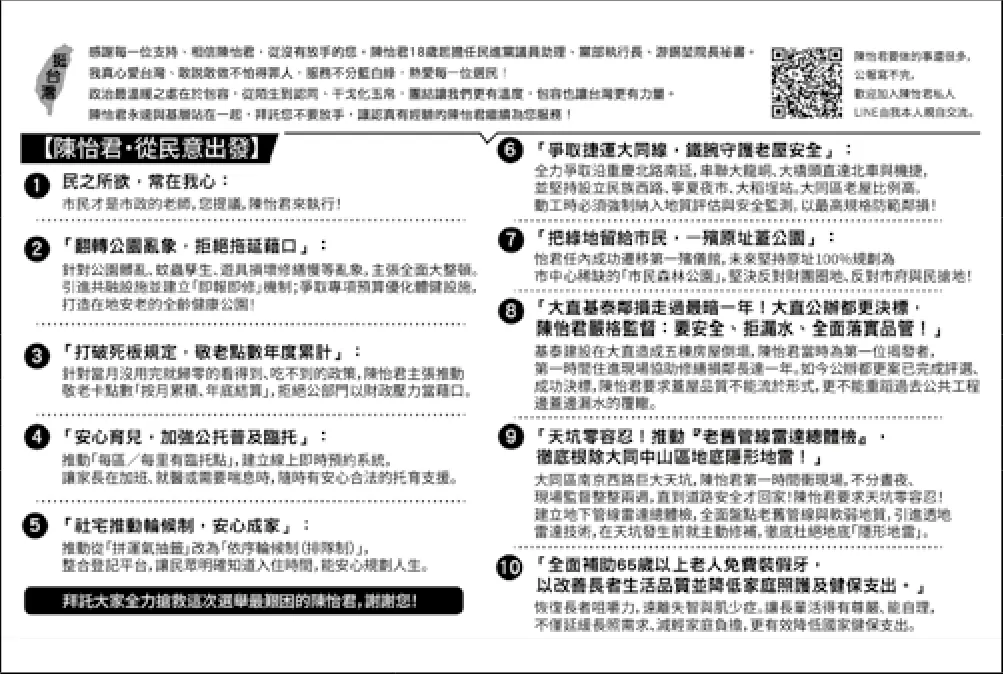 挺台灣
感謝每一位支持、相信陳怡君，從沒有放手的您。陳怡君18歲起擔任民進黨議員助理、黨部執行長、游錫堃院長祕書。
我真心愛台灣、敢説敢做不怕得罪人，服務不分藍白綠，熱愛每一位選民！
政治最溫暖之處在於包容，從陌生到認同、干戈化玉帛，團結讓我們更有溫度，包容也讓台灣更有力量。
陳怡君永遠與基層站在一起，拜託您不要放手，讓認真有經驗的陳怡君繼續為您服務！
陳怡君要做的事還很多，
公報寫不完，
歡迎加入陳怡君私人
LINE由我本人親自交流。
【陳怡君·從民意出發】
1 民之所欲，常在我心：
市民才是市政的老師，您提議，陳怡君來執行！
2 「翻轉公園亂象，拒絕拖延藉口」：
針對公園髒亂、蚊蟲孳生、遊具損壞修繕慢等亂象，主張全面大整頓。
引進共融設施並建立「即報即修」機制；爭取專項預算優化體健設施，
打造在地安老的全齡健康公園！
3 「打破死板規定，敬老點數年度累計」：
針對當月沒用完就歸零的看得到、吃不到的政策，陳怡君主張推動
敬老卡點數「按月累積、年底結算」，拒絕公部門以財政壓力當藉口。
4 「安心育兒，加強公托普及臨托」：
推動「每區／每里有臨托點」，建立線上即時預約系統，
讓家長在加班、就醫或需要喘息時，隨時有安心合法的托育支援。
5 「社宅推動輪候制，安心成家」：
推動從「拼運氣抽籤」改為「依序輪候制（排隊制）」，
整合登記平台，讓民眾明確知道入住時間，能安心規劃人生。
拜託大家全力搶救這次選舉最艱困的陳怡君，謝謝您！
6 「爭取捷運大同線，鐵腕守護老屋安全」：
全力爭取沿重慶北路南延，串聯大龍峒、大橋頭直達北車與機捷，
並堅持設立民族西路、寧夏夜市、大稻埕站。大同區老屋比例高，
動工時必須強制納入地質評估與安全監測，以最高規格防範鄰損！
7 「把綠地留給市民，一殯原址蓋公園」：
怡君任內成功遷移第一殯儀館，未來堅持原址100%規劃為
市中心稀缺的「市民森林公園」，堅決反對財團圈地、反對市府與民搶地！
8 「大直基泰鄰損走過最暗一年！大直公辦都更決標，
陳怡君嚴格監督：要安全、拒漏水、全面落實品管！」
基泰建設在大直造成五棟房屋倒塌，陳怡君當時為第一位揭發者，
第一時間住進現場協助修繕損鄰長達一年。如今公辦都更案已完成評選、
成功決標，陳怡君要求蓋屋品質不能流於形式，更不能重蹈過去公共工程
邊蓋邊漏水的覆轍。
9 「天坑零容忍！推動『老舊管線雷達總體檢』，
徹底根除大同中山區地底隱形地雷！」
大同區南京西路巨大天坑，陳怡君第一時間衝現場，不分晝夜、
現場監督整整兩週，直到道路安全才回家！陳怡君要求天坑零容忍！
建立地下管線雷達總體檢，全面盤點老舊管線與軟弱地質，引進透地
雷達技術，在天坑發生前就主動修補，徹底杜絕地底「隱形地雷」。
10 「全面補助65歲以上老人免費裝假牙，
以改善長者生活品質並降低家庭照護及健保支出。」
恢復長者咀嚼力，遠離失智與肌少症。讓長輩活得有尊嚴、能自理，
不僅延緩長照需求、減輕家庭負擔，更有效降低國家健保支出。